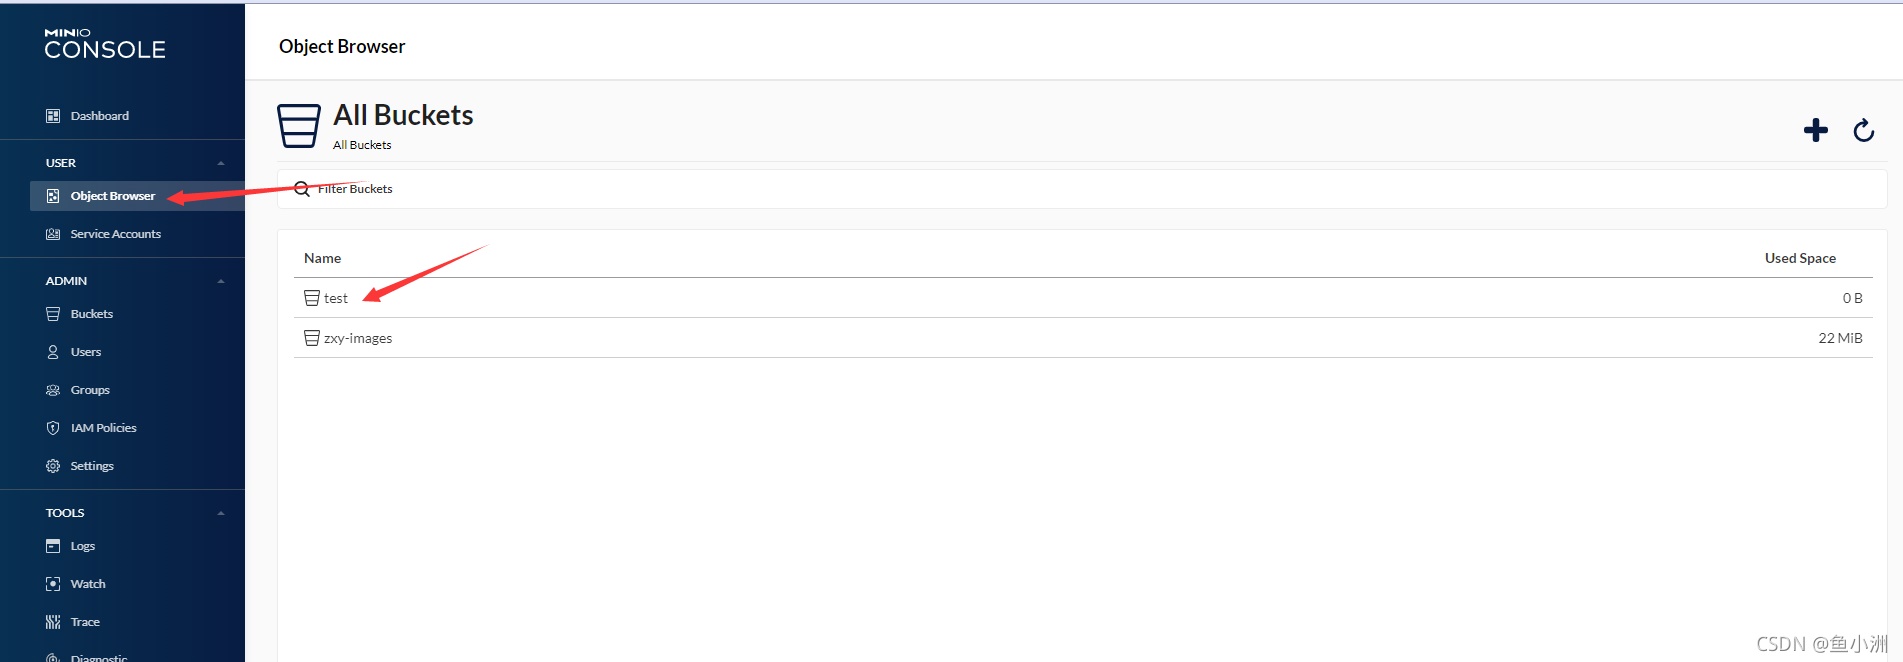 MINIO
CONSOLE
Object Browser
Dashboard
USER
Object Browser
Service Accounts
ADMIN
Buckets
Users
Groups
IAM Policies
Settings
TOOLS
Logs
Watch
Trace
Diagnostic
All Buckets
All Buckets
Filter Buckets
Name Used Space
test 0 B
zxy-images 22 MiB
CSDN @鱼小洲